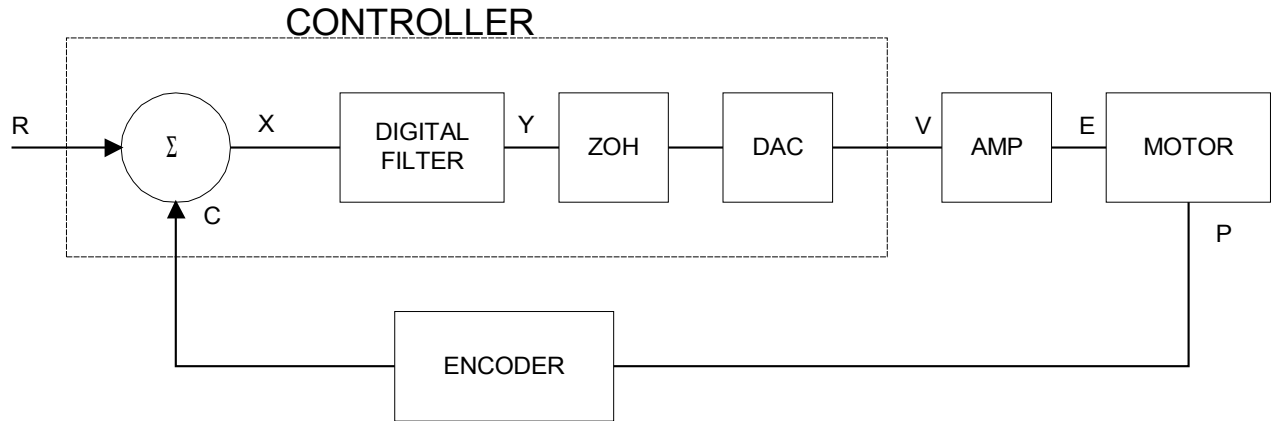 CONTROLLER
R
Σ
X
DIGITAL
FILTER
Y
ZOH
DAC
V
AMP
E
MOTOR
C
P
ENCODER